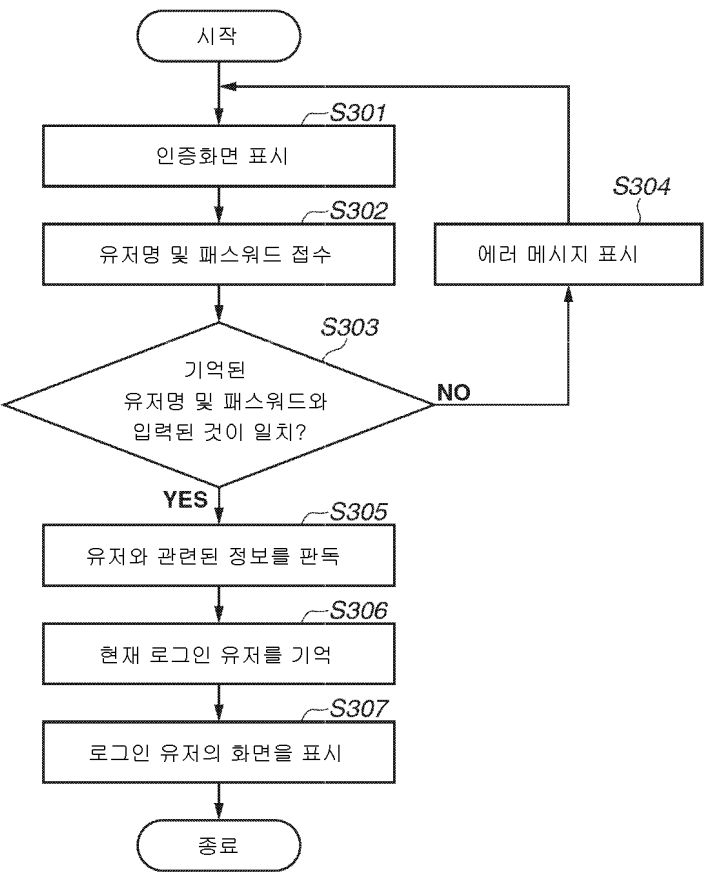 시작
S301
인증화면 표시
S302
유저명 및 패스워드 접수
S304
에러 메시지 표시
S303
기억된
유저명 및 패스워드와
입력된 것이 일치?
NO
YES
S305
유저와 관련된 정보를 판독
S306
현재 로그인 유저를 기억
S307
로그인 유저의 화면을 표시
종료